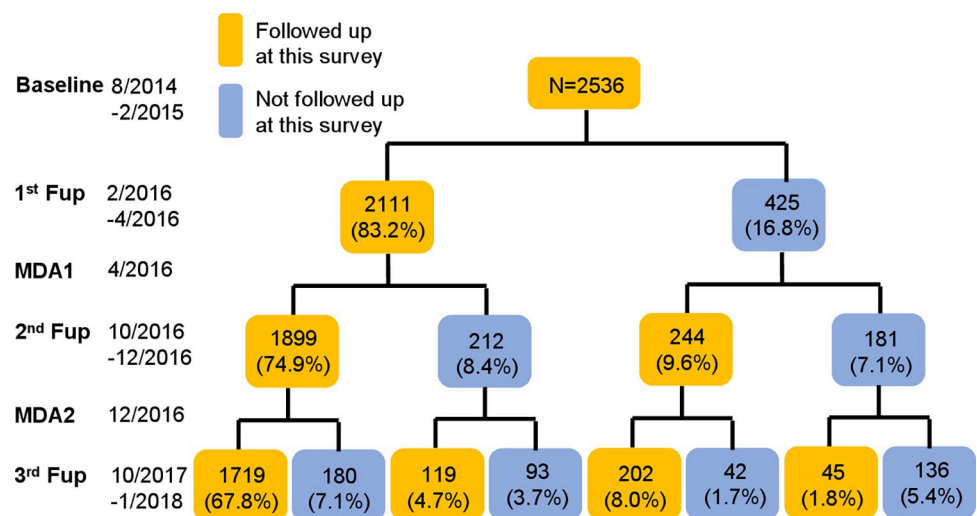 Followed up
at this survey
Not followed up
at this survey
Baseline 8/2014
-2/2015
N=2536
1st Fup 2/2016
-4/2016
2111
(83.2%)
425
(16.8%)
MDA1 4/2016
2nd Fup 10/2016
-12/2016
1899
(74.9%)
212
(8.4%)
244
(9.6%)
181
(7.1%)
MDA2 12/2016
3rd Fup 10/2017
-1/2018
1719
(67.8%)
180
(7.1%)
119
(4.7%)
93
(3.7%)
202
(8.0%)
42
(1.7%)
45
(1.8%)
136
(5.4%)